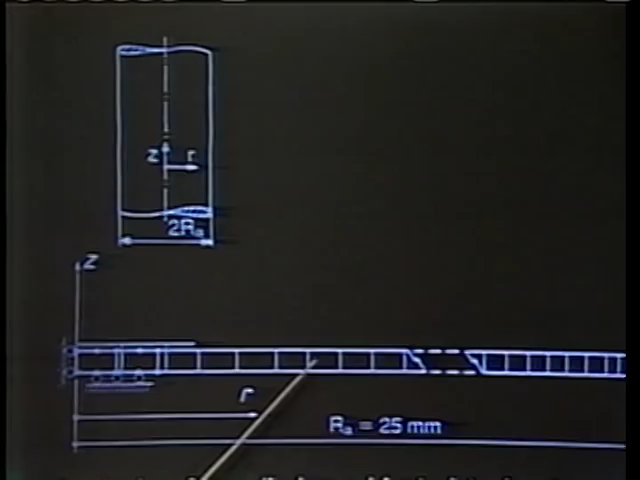 z r
2Rₐ
z
r
Rₐ = 25 mm